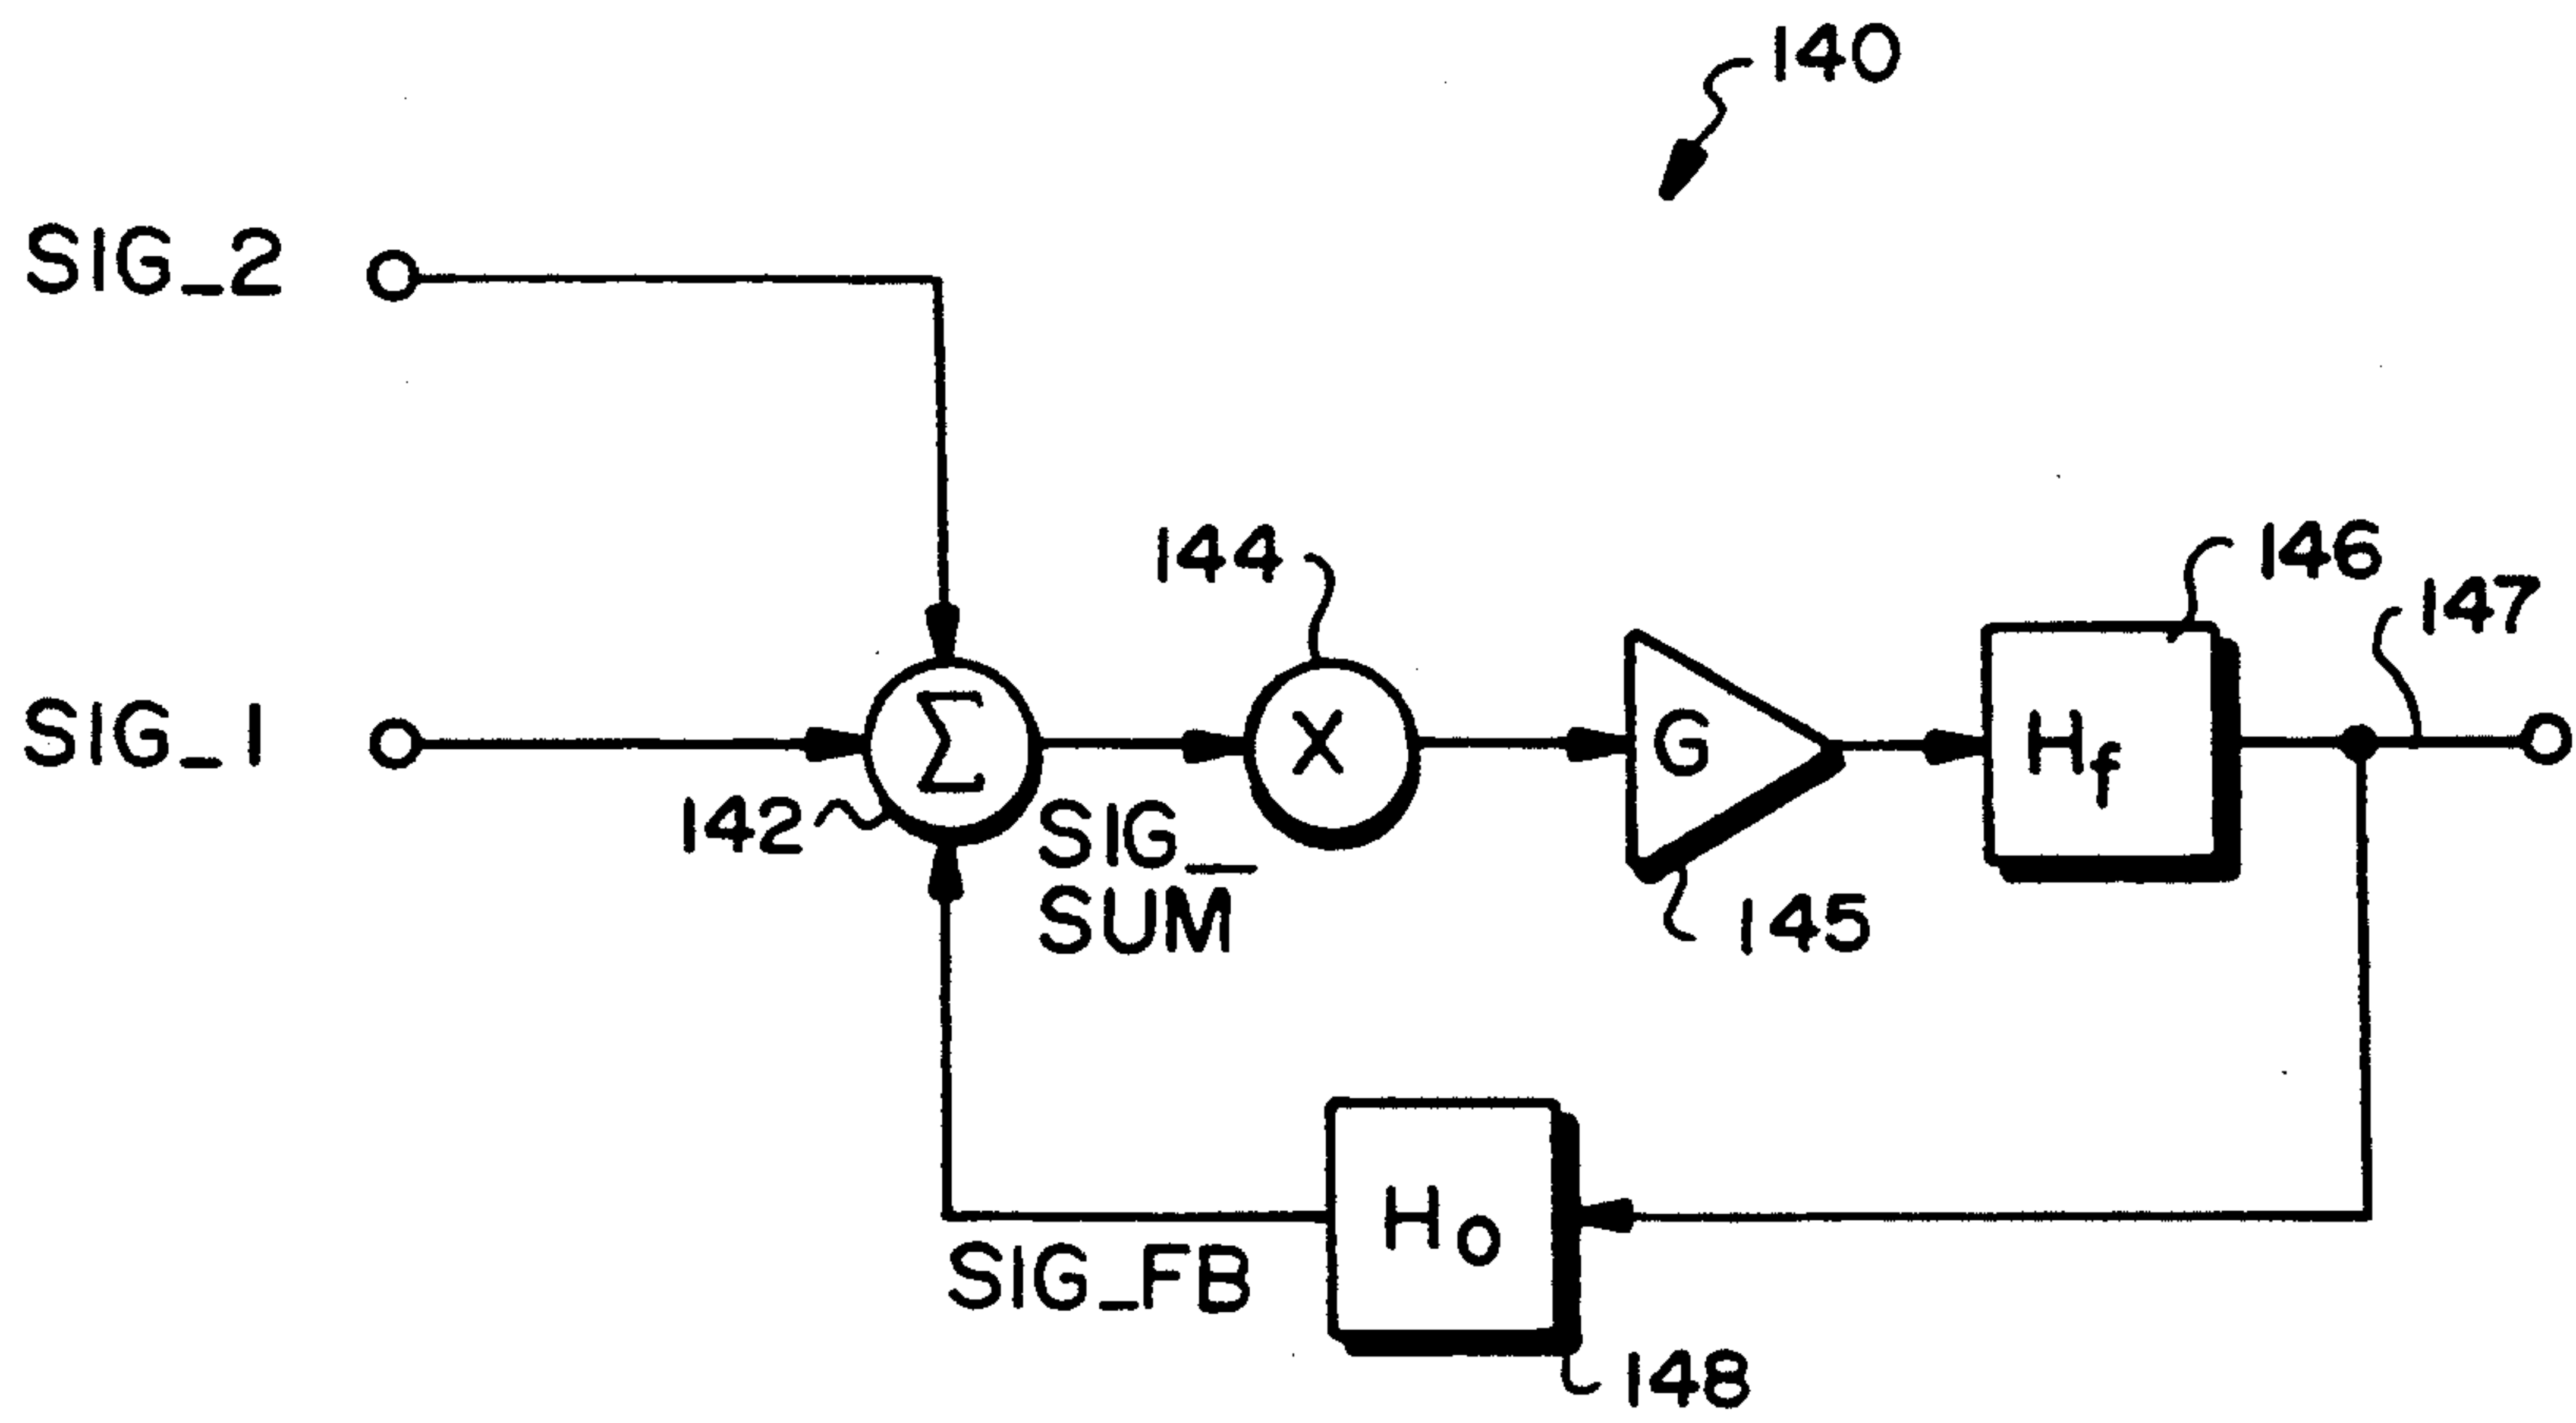 140
SIG_2
144
146
147
SIG_1
Σ
X
G
Hf
142
SIG_
SUM
145
Ho
SIG_FB
148